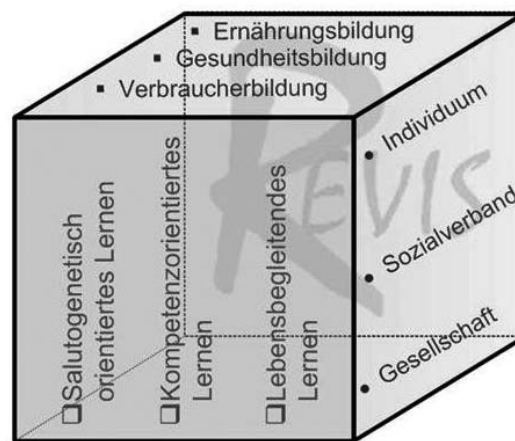 ▪ Ernährungsbildung
▪ Gesundheitsbildung
▪ Verbraucherbildung
REVIS
• Individuum
• Sozialverband
• Gesellschaft
❑ Salutogenetisch
orientiertes Lernen
❑ Kompetenzorientiertes
Lernen
❑ Lebensbegleitendes
Lernen